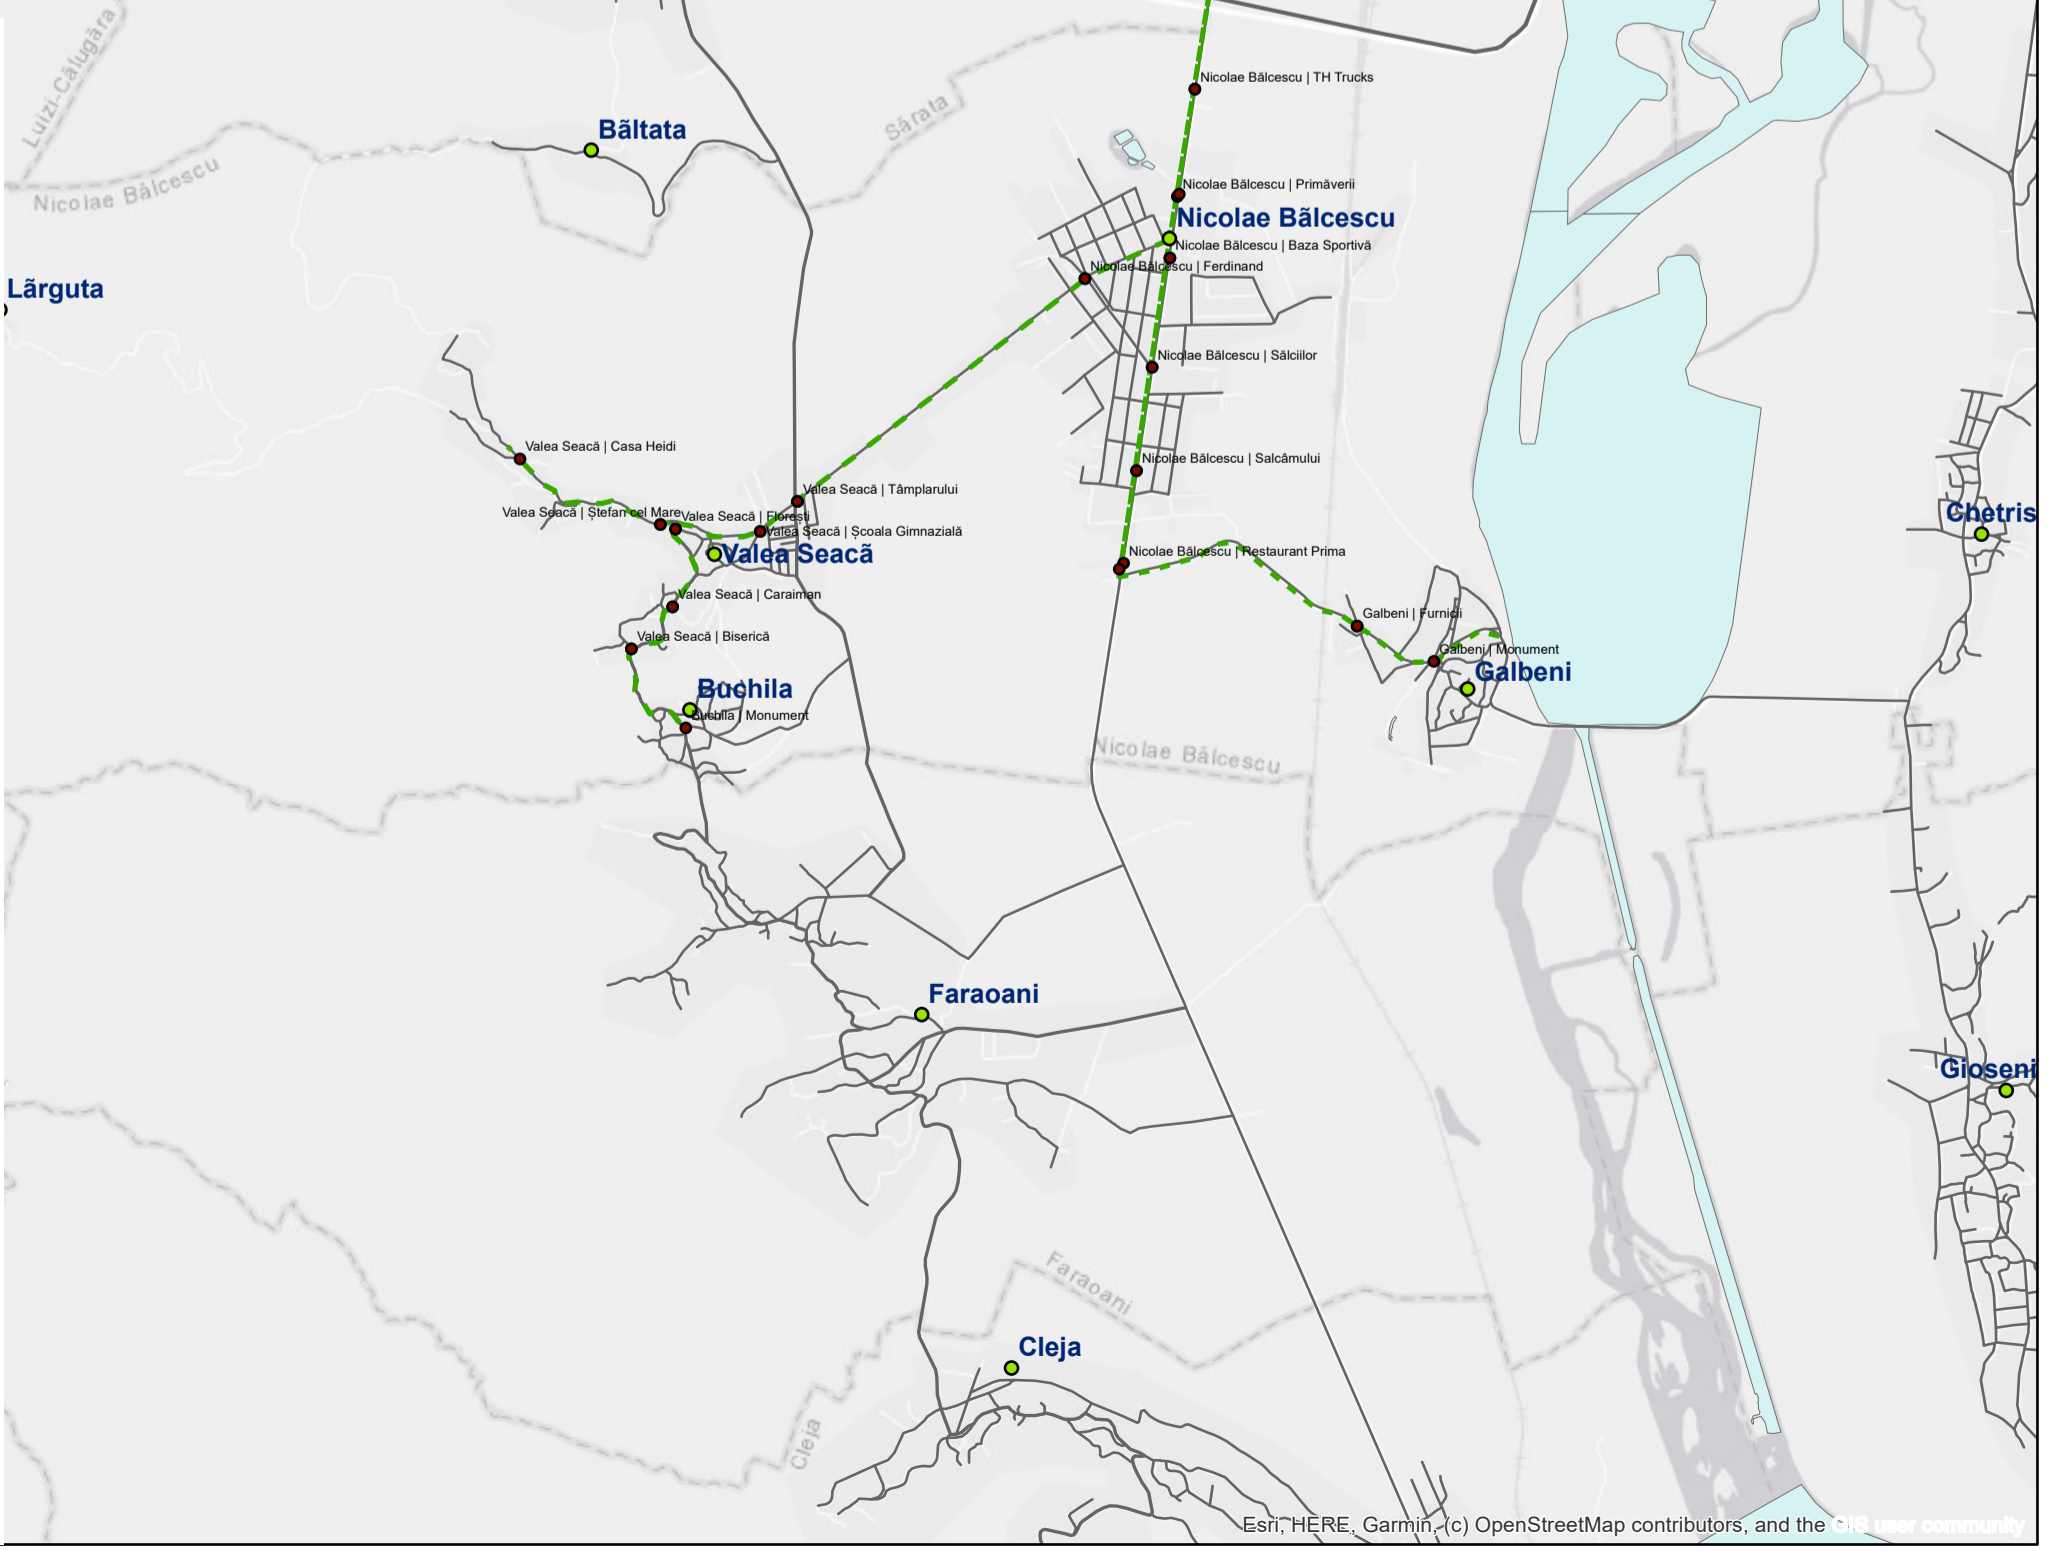 Luizi-Călugăra
Nicolae Bălcescu | TH Trucks
Sărata
Bãltata
Nicolae Bălcescu
Nicolae Bălcescu | Primăverii
Nicolae Bãlcescu
Nicolae Bălcescu | Baza Sportivă
Nicolae Bălcescu | Ferdinand
Lãrguta
Nicolae Bălcescu | Sălciilor
Valea Seacă | Casa Heidi
Nicolae Bălcescu | Salcâmului
Valea Seacă | Tâmplarului
Valea Seacă | Ștefan cel Mare
Valea Seacă | Florești
Valea Seacă | Școala Gimnazială
Chetris
Valea Seacã
Nicolae Bălcescu | Restaurant Prima
Valea Seacă | Caraiman
Galbeni | Furnicii
Valea Seacă | Biserică
Galbeni | Monument
Galbeni
Buchila
Buchila | Monument
Nicolae Bălcescu
Faraoani
Gioseni
Faraoani
Cleja
Cleja
Esri, HERE, Garmin, (c) OpenStreetMap contributors, and the GIS user community